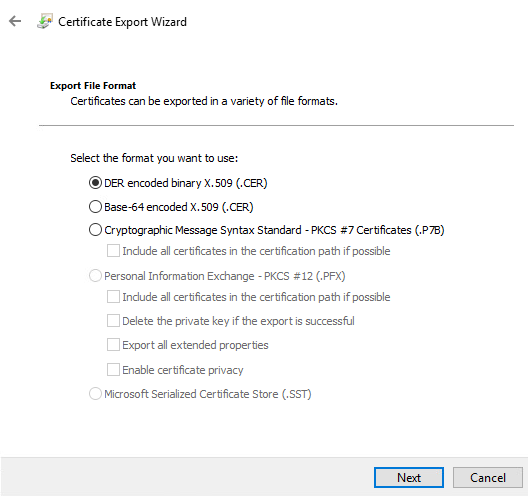 Certificate Export Wizard
Export File Format
Certificates can be exported in a variety of file formats.
Select the format you want to use:
DER encoded binary X.509 (.CER)
Base-64 encoded X.509 (.CER)
Cryptographic Message Syntax Standard - PKCS #7 Certificates (.P7B)
Include all certificates in the certification path if possible
Personal Information Exchange - PKCS #12 (.PFX)
Include all certificates in the certification path if possible
Delete the private key if the export is successful
Export all extended properties
Enable certificate privacy
Microsoft Serialized Certificate Store (.SST)
Next
Cancel